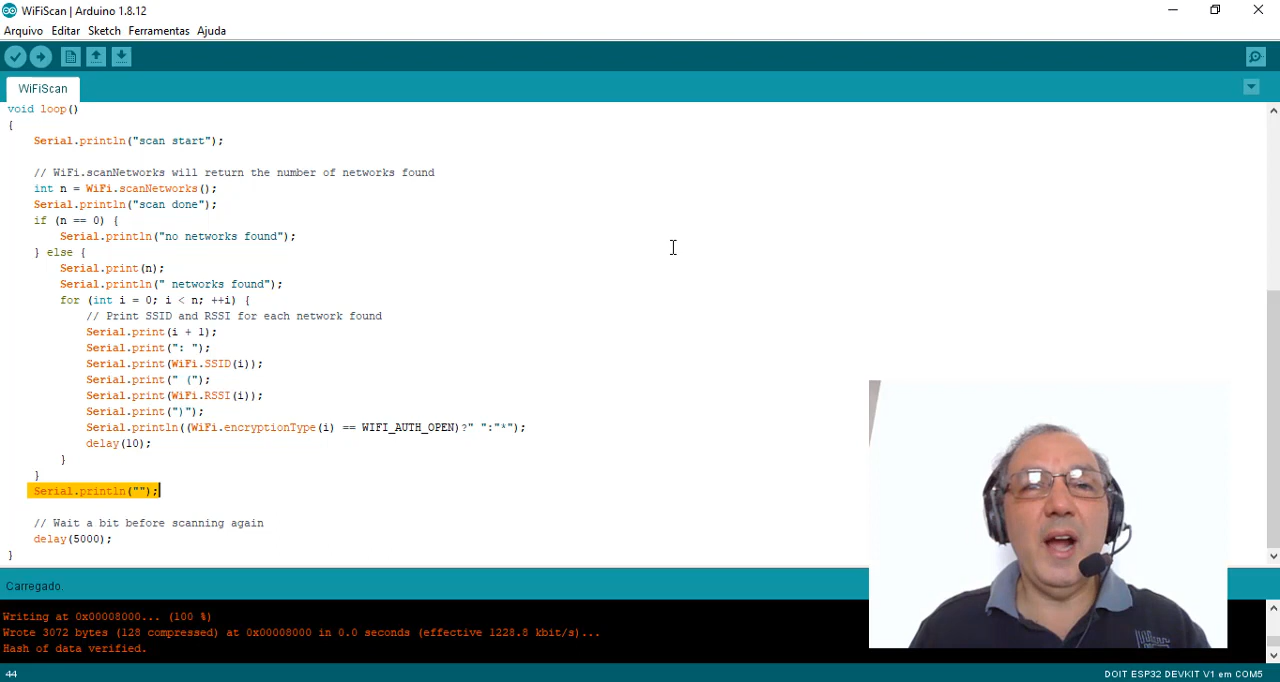 WiFiScan | Arduino 1.8.12
Arquivo Editar Sketch Ferramentas Ajuda
WiFiScan
void loop()
{
Serial.println("scan start");
// WiFi.scanNetworks will return the number of networks found
int n = WiFi.scanNetworks();
Serial.println("scan done");
if (n == 0) {
Serial.println("no networks found");
} else {
Serial.print(n);
Serial.println(" networks found");
for (int i = 0; i < n; ++i) {
// Print SSID and RSSI for each network found
Serial.print(i + 1);
Serial.print(": ");
Serial.print(WiFi.SSID(i));
Serial.print(" (");
Serial.print(WiFi.RSSI(i));
Serial.print(")");
Serial.println((WiFi.encryptionType(i) == WIFI_AUTH_OPEN)?" ":"*");
delay(10);
}
}
Serial.println("");
// Wait a bit before scanning again
delay(5000);
}
Carregado.
Writing at 0x00008000... (100 %)
Wrote 3072 bytes (128 compressed) at 0x00008000 in 0.0 seconds (effective 1228.8 kbit/s)...
Hash of data verified.
44 DOIT ESP32 DEVKIT V1 em COM5